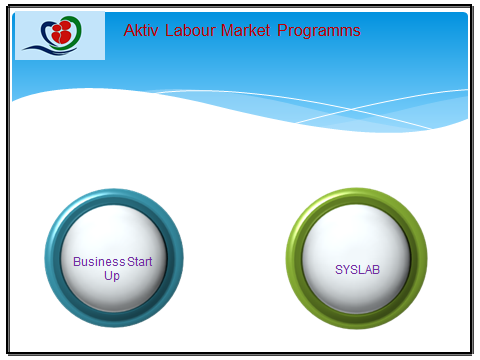 Aktiv Labour Market Programms
Business Start
Up
SYSLAB